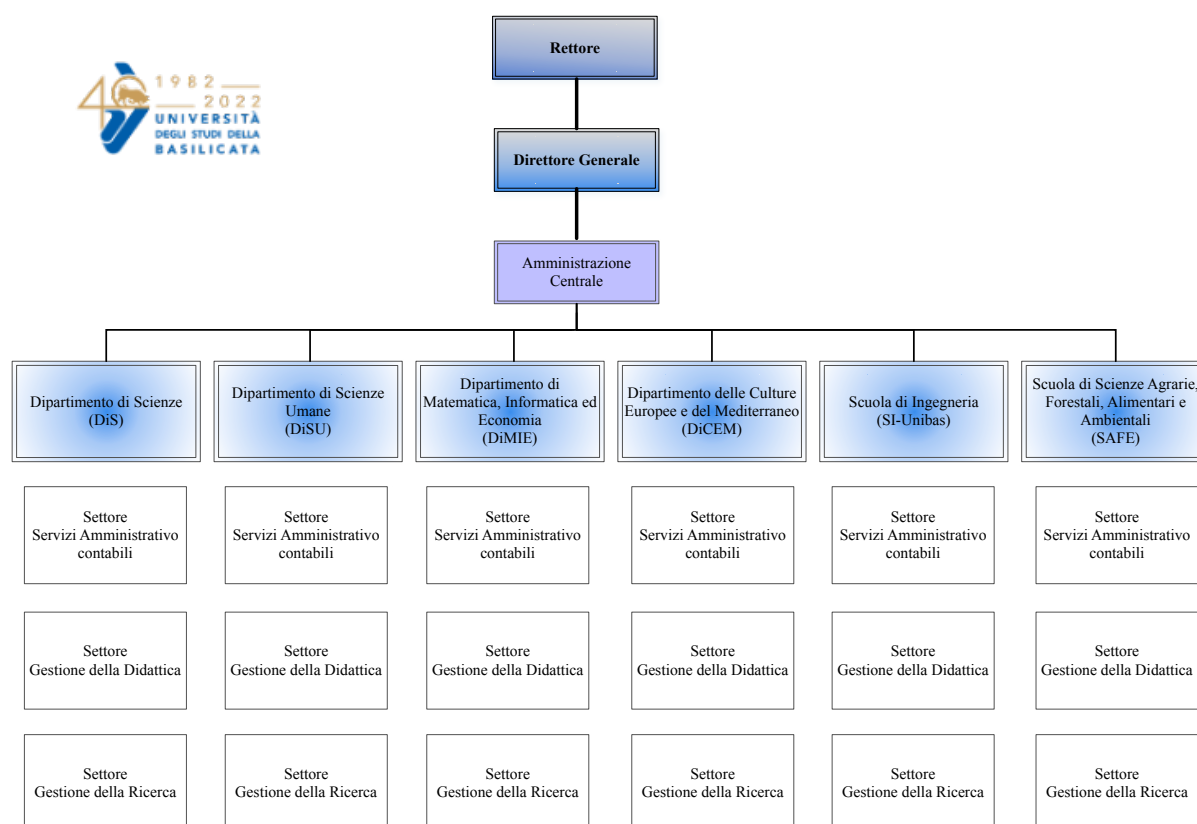 Rettore
1982
2022
UNIVERSITÀ
DEGLI STUDI DELLA
BASILICATA
Direttore Generale
Amministrazione
Centrale
Dipartimento di Scienze
(DiS)
Dipartimento di Scienze
Umane
(DiSU)
Dipartimento di
Matematica, Informatica ed
Economia
(DiMIE)
Dipartimento delle Culture
Europee e del Mediterraneo
(DiCEM)
Scuola di Ingegneria
(SI-Unibas)
Scuola di Scienze Agrarie,
Forestali, Alimentari e
Ambientali
(SAFE)
Settore
Servizi Amministrativo
contabili
Settore
Servizi Amministrativo
contabili
Settore
Servizi Amministrativo
contabili
Settore
Servizi Amministrativo
contabili
Settore
Servizi Amministrativo
contabili
Settore
Servizi Amministrativo
contabili
Settore
Gestione della Didattica
Settore
Gestione della Didattica
Settore
Gestione della Didattica
Settore
Gestione della Didattica
Settore
Gestione della Didattica
Settore
Gestione della Didattica
Settore
Gestione della Ricerca
Settore
Gestione della Ricerca
Settore
Gestione della Ricerca
Settore
Gestione della Ricerca
Settore
Gestione della Ricerca
Settore
Gestione della Ricerca